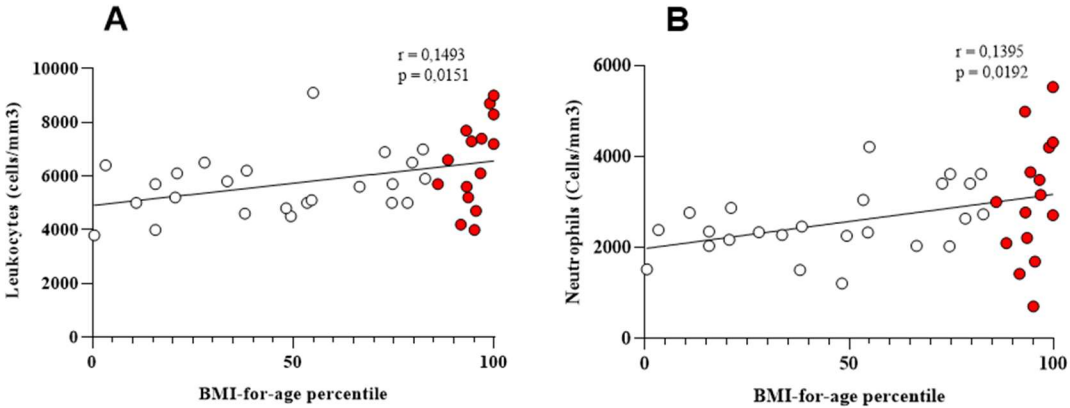 A
r = 0,1493
p = 0,0151
10000
8000
6000
4000
2000
0
Leukocytes (cells/mm3)
0 50 100
BMI-for-age percentile
B
r = 0,1395
p = 0,0192
6000
4000
2000
0
Neutrophils (Cells/mm3)
0 50 100
BMI-for-age percentile